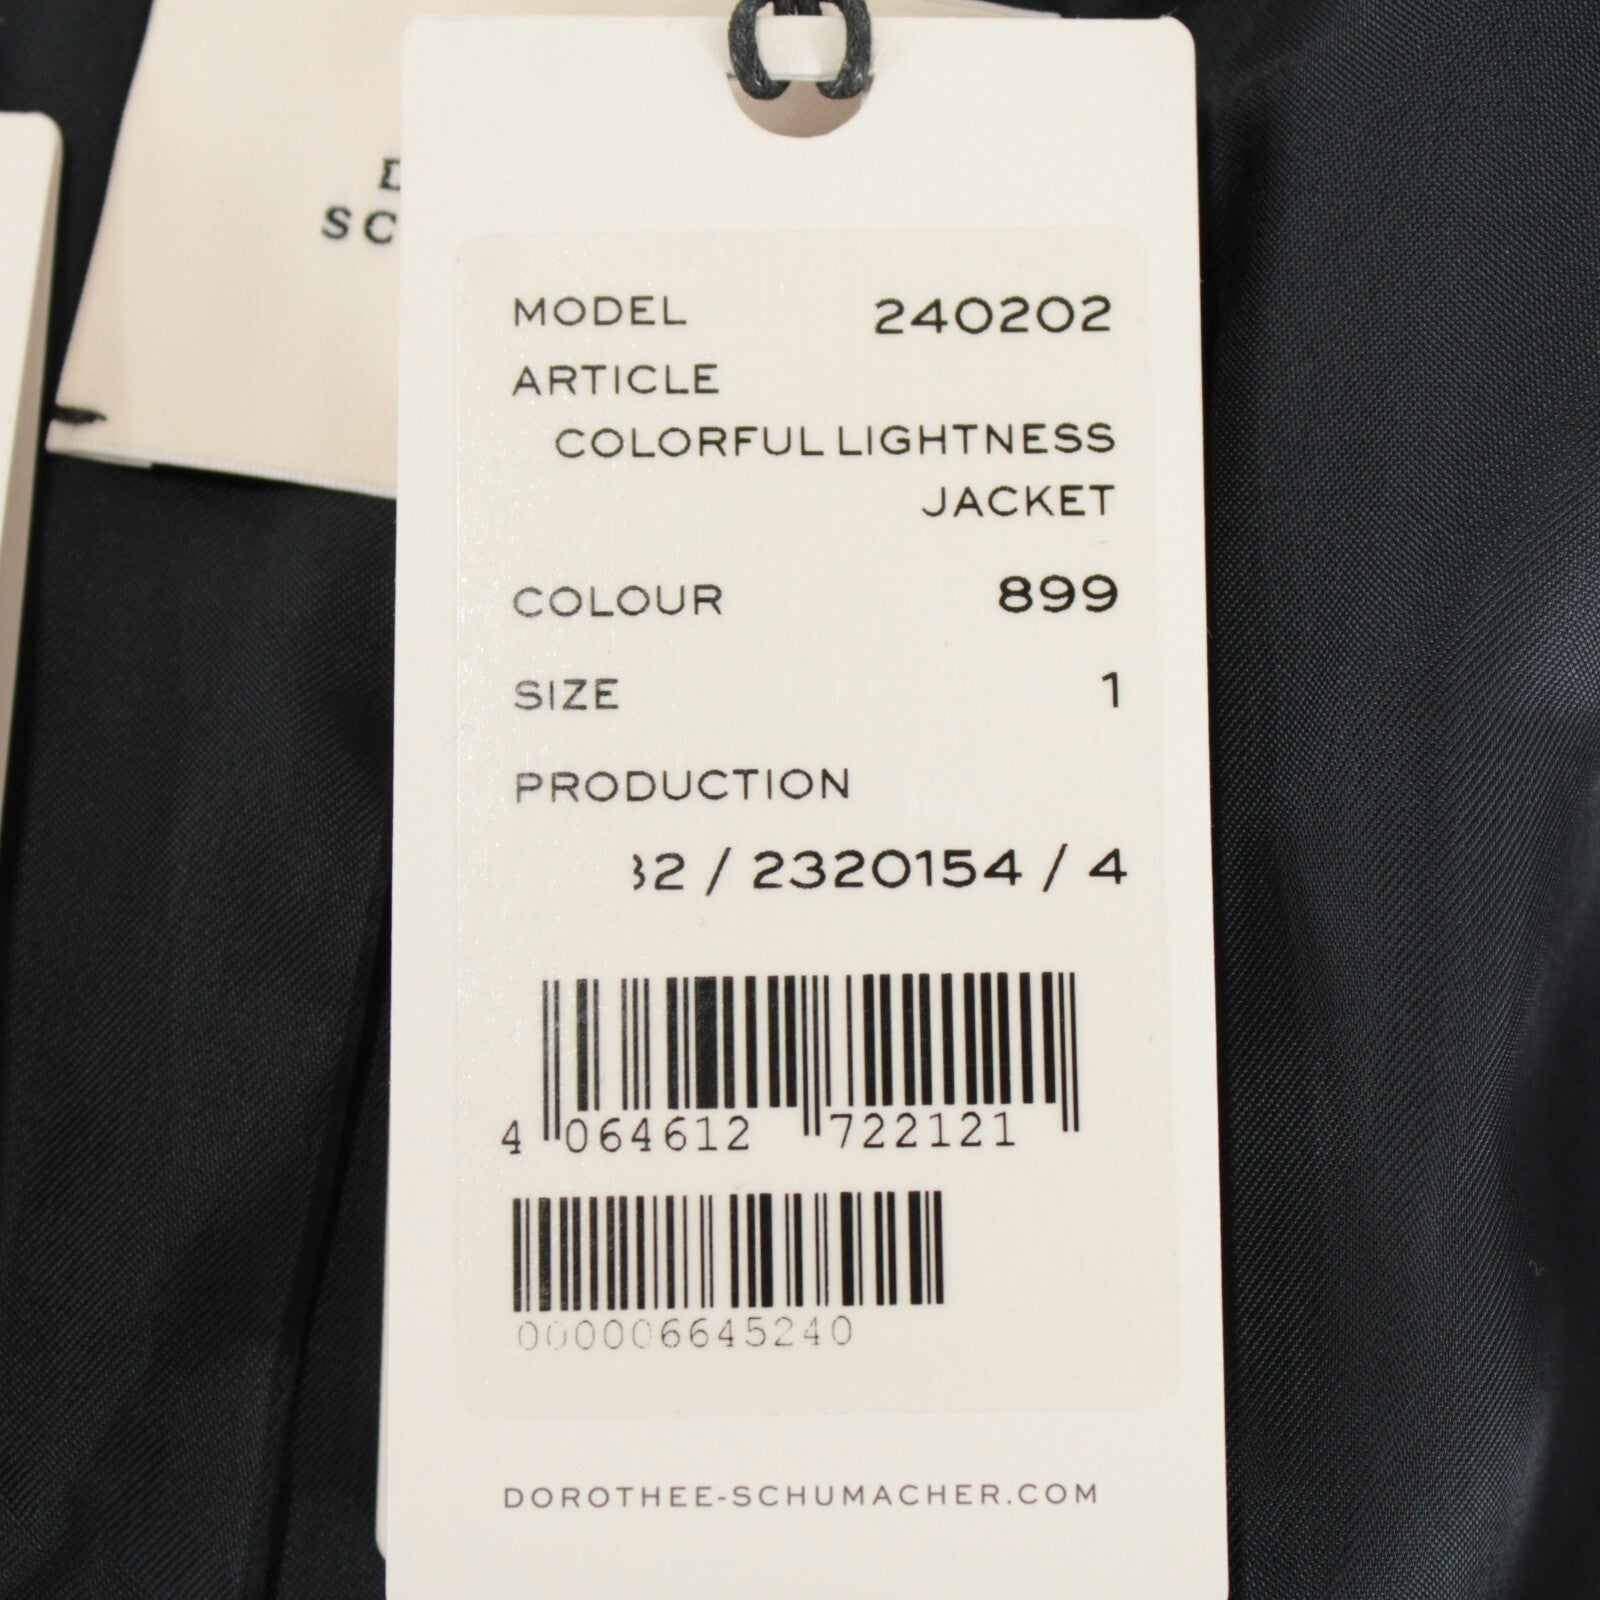 SC
MODEL 240202
ARTICLE
COLORFUL LIGHTNESS
JACKET
COLOUR 899
SIZE 1
PRODUCTION
32 / 2320154 / 4
4 064612 722121
000006645240
DOROTHEE-SCHUMACHER.COM